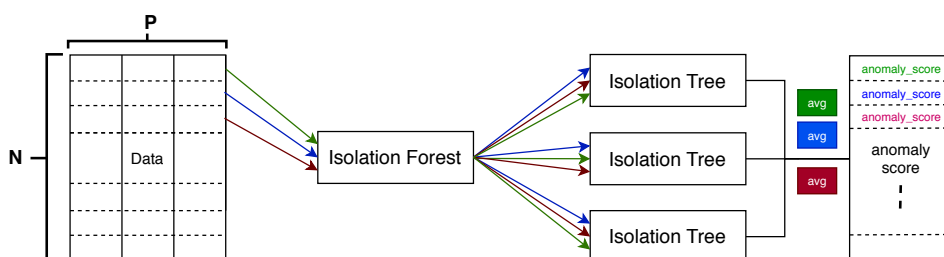 P
N
Data
Isolation Forest
Isolation Tree
Isolation Tree
Isolation Tree
avg
avg
avg
anomaly_score
anomaly_score
anomaly_score
anomaly
score